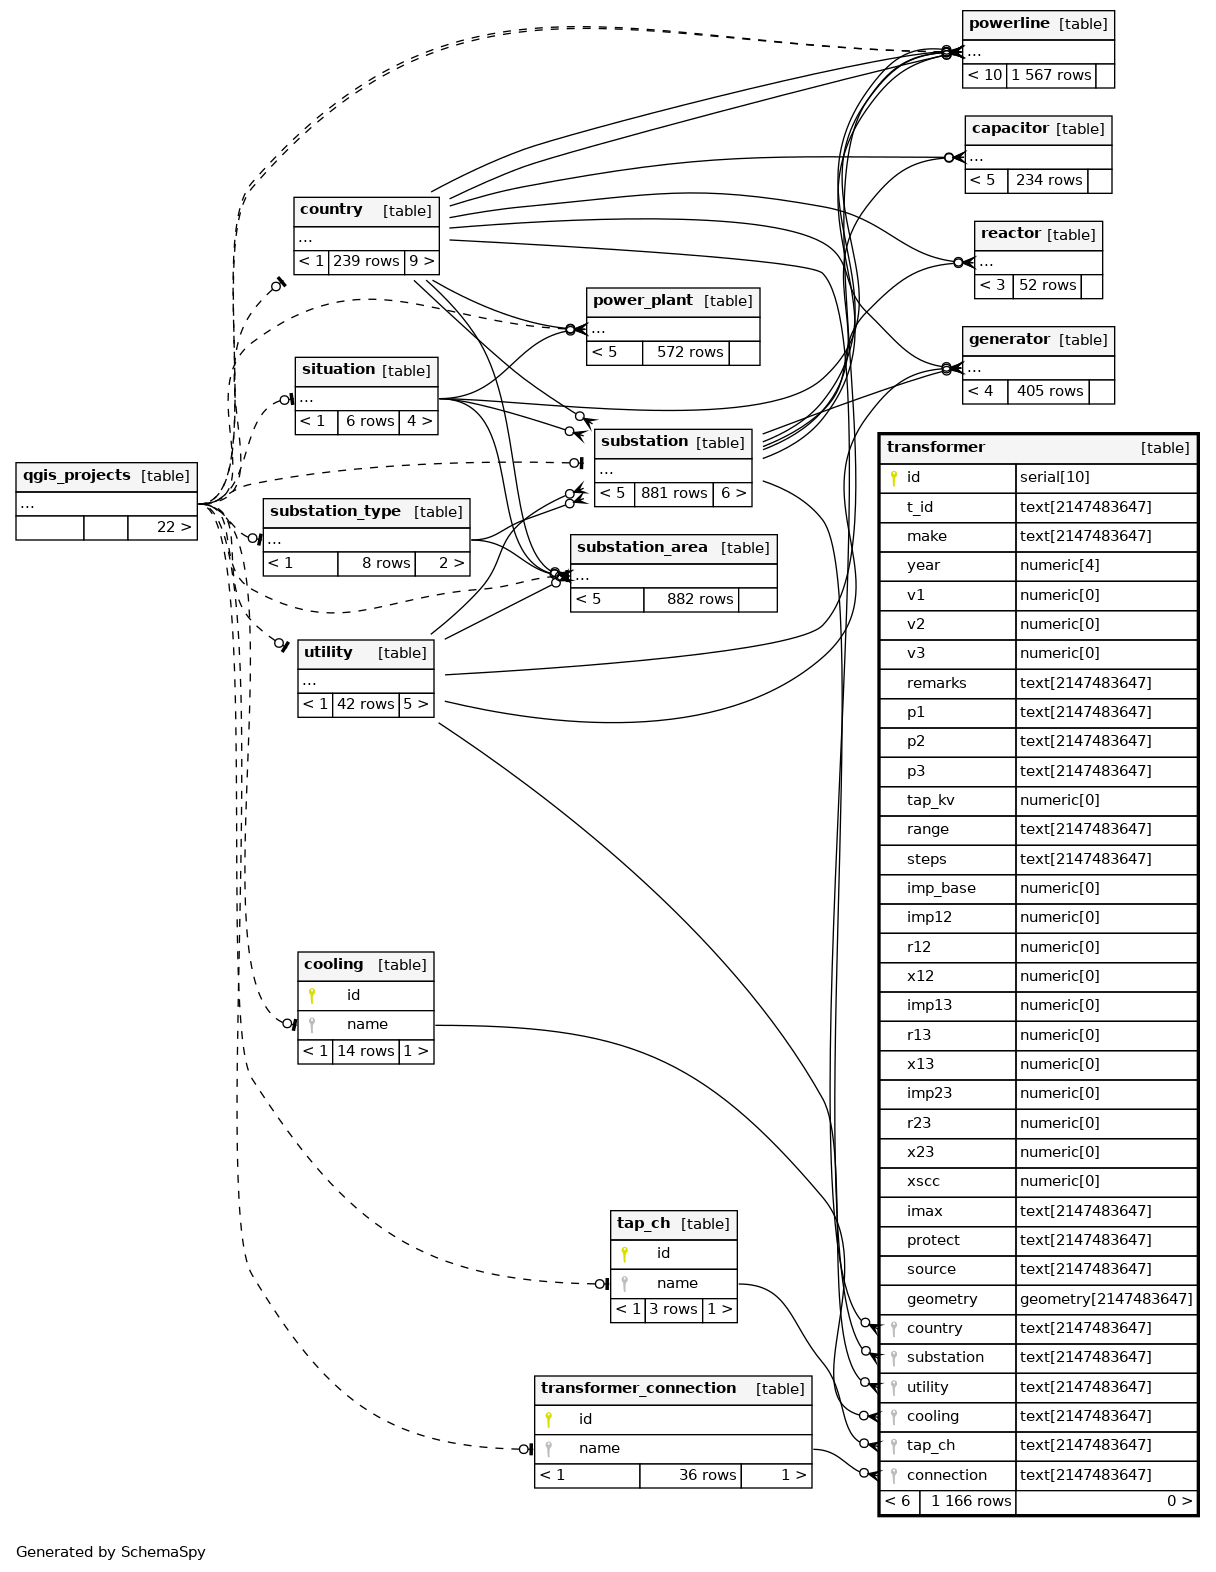 powerline [table]
...
< 10 1 567 rows
capacitor [table]
...
< 5 234 rows
country [table]
...
< 1 239 rows 9 >
reactor [table]
...
< 3 52 rows
power_plant [table]
...
< 5 572 rows
generator [table]
...
< 4 405 rows
situation [table]
...
< 1 6 rows 4 >
substation [table]
...
< 5 881 rows 6 >
qgis_projects [table]
...
22 >
substation_type [table]
...
< 1 8 rows 2 >
substation_area [table]
...
< 5 882 rows
utility [table]
...
< 1 42 rows 5 >
cooling [table]
id
name
< 1 14 rows 1 >
tap_ch [table]
id
name
< 1 3 rows 1 >
transformer_connection [table]
id
name
< 1 36 rows 1 >
transformer [table]
id serial[10]
t_id text[2147483647]
make text[2147483647]
year numeric[4]
v1 numeric[0]
v2 numeric[0]
v3 numeric[0]
remarks text[2147483647]
p1 text[2147483647]
p2 text[2147483647]
p3 text[2147483647]
tap_kv numeric[0]
range text[2147483647]
steps text[2147483647]
imp_base numeric[0]
imp12 numeric[0]
r12 numeric[0]
x12 numeric[0]
imp13 numeric[0]
r13 numeric[0]
x13 numeric[0]
imp23 numeric[0]
r23 numeric[0]
x23 numeric[0]
xscc numeric[0]
imax text[2147483647]
protect text[2147483647]
source text[2147483647]
geometry geometry[2147483647]
country text[2147483647]
substation text[2147483647]
utility text[2147483647]
cooling text[2147483647]
tap_ch text[2147483647]
connection text[2147483647]
< 6 1 166 rows 0 >
Generated by SchemaSpy